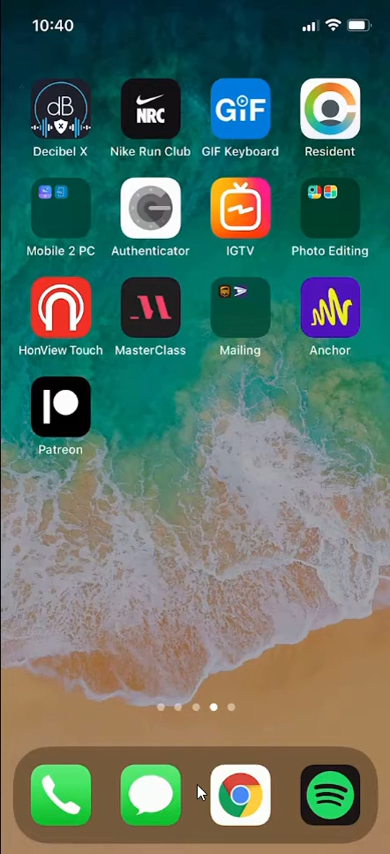 10:40
dB
NRC
GIF
Decibel X
Nike Run Club
GIF Keyboard
Resident
Mobile 2 PC
Authenticator
IGTV
Photo Editing
HonView Touch
MasterClass
Mailing
Anchor
Patreon